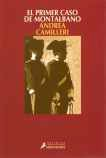 EL PRIMER CASO
DE MONTALBANO
ANDREA
CAMILLERI